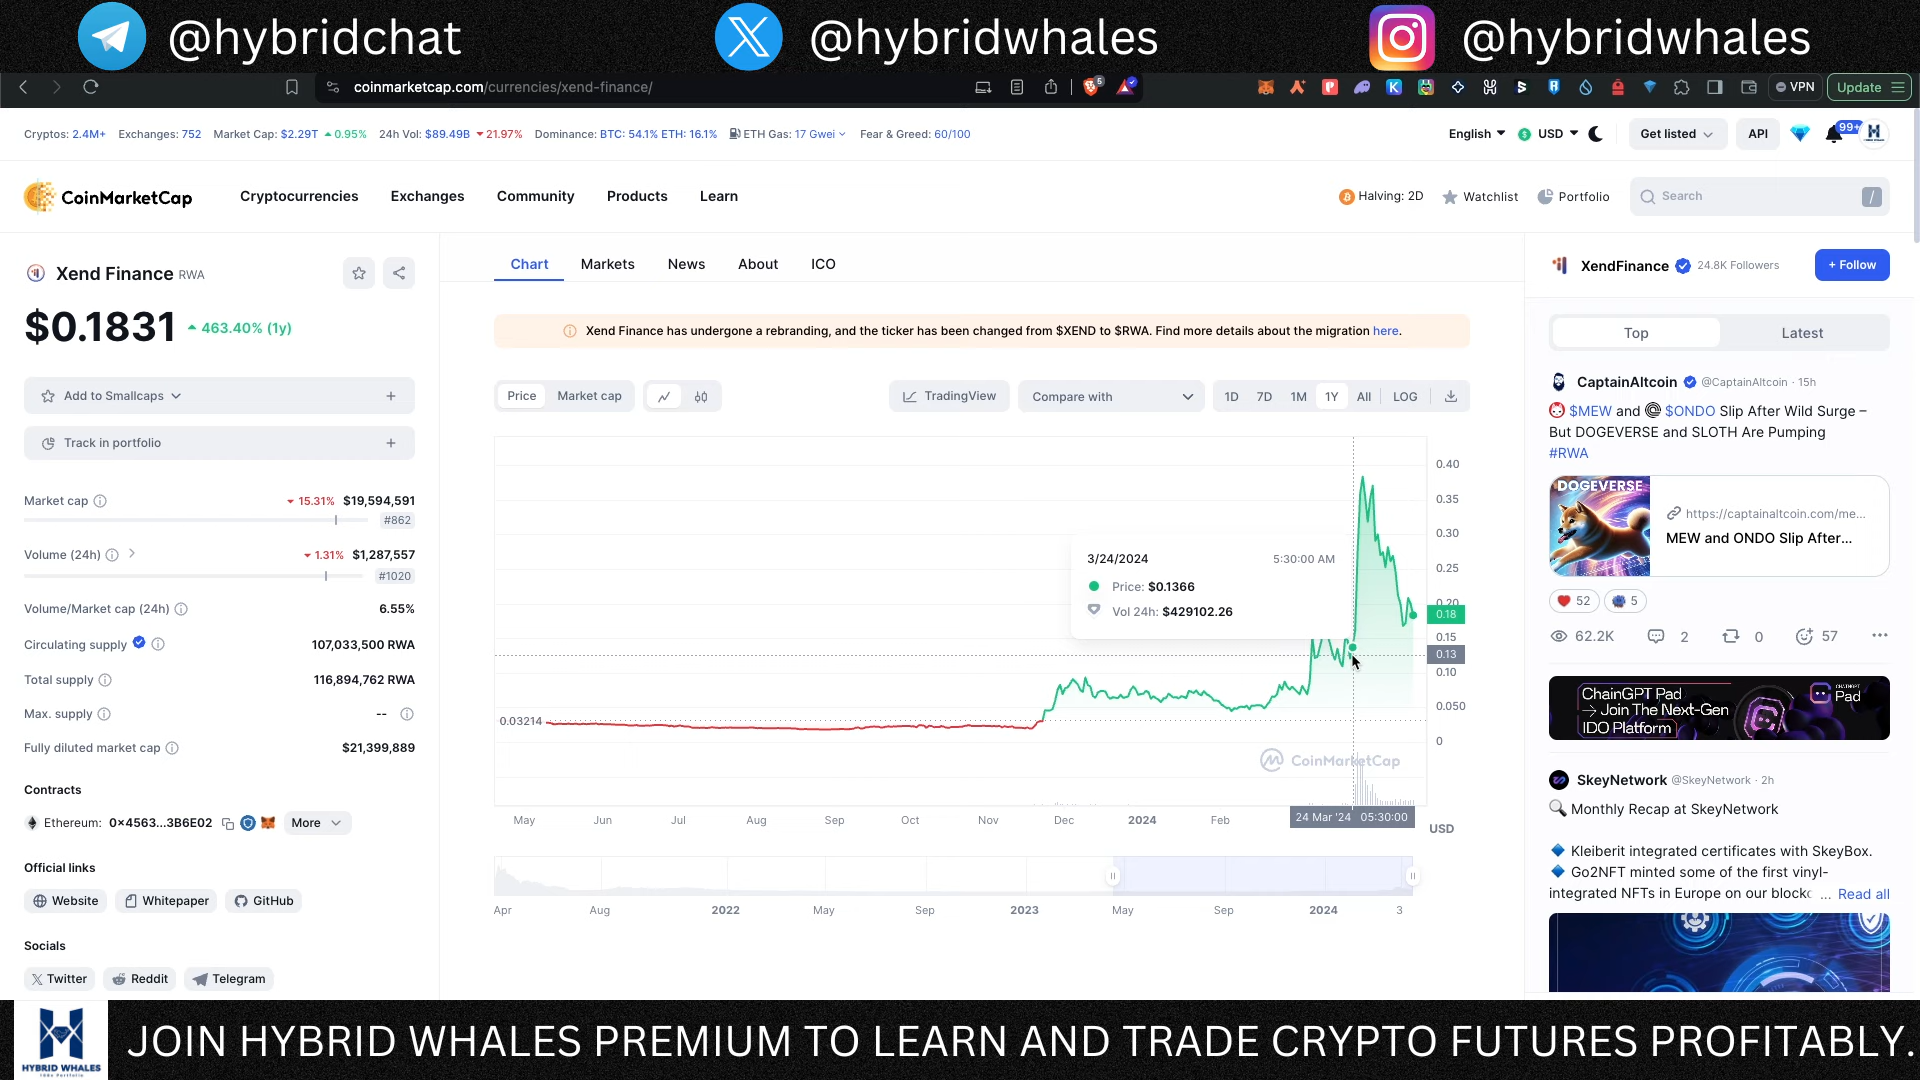 @hybridchat
@hybridwhales
@hybridwhales
coinmarketcap.com/currencies/xend-finance/
5
VPN
Update
Cryptos: 2.4M+ Exchanges: 752 Market Cap: $2.29T 0.95% 24h Vol: $89.49B 21.97% Dominance: BTC: 54.1% ETH: 16.1% ETH Gas: 17 Gwei Fear & Greed: 60/100
English USD Get listed API 99+
CoinMarketCap
Cryptocurrencies Exchanges Community Products Learn
Halving: 2D Watchlist Portfolio Search /
Xend Finance RWA
$0.1831 463.40% (1y)
Add to Smallcaps +
Track in portfolio +
Market cap 15.31% $19,594,591
#862
Volume (24h) 1.31% $1,287,557
#1020
Volume/Market cap (24h) 6.55%
Circulating supply 107,033,500 RWA
Total supply 116,894,762 RWA
Max. supply --
Fully diluted market cap $21,399,889
Contracts
Ethereum: 0x4563...3B6E02 More
Official links
Website Whitepaper GitHub
Socials
Twitter Reddit Telegram
Chart Markets News About ICO
Xend Finance has undergone a rebranding, and the ticker has been changed from $XEND to $RWA. Find more details about the migration here.
Price Market cap TradingView Compare with 1D 7D 1M 1Y All LOG
0.40
0.35
0.30
0.25
0.20
0.18
0.15
0.13
0.10
0.050
0
3/24/2024 5:30:00 AM
Price: $0.1366
Vol 24h: $429102.26
0.03214
CoinMarketCap
May Jun Jul Aug Sep Oct Nov Dec 2024 Feb 24 Mar '24 05:30:00
USD
Apr Aug 2022 May Sep 2023 May Sep 2024 3
XendFinance 24.8K Followers + Follow
Top Latest
CaptainAltcoin @CaptainAltcoin · 15h
$MEW and $ONDO Slip After Wild Surge –
But DOGEVERSE and SLOTH Are Pumping
#RWA
DOGEVERSE
https://captainaltcoin.com/me...
MEW and ONDO Slip After...
52 5
62.2K 2 0 57
ChainGPT Pad
→ Join The Next-Gen
IDO Platform
CHAINGPT
Pad
SkeyNetwork @SkeyNetwork · 2h
Monthly Recap at SkeyNetwork
Kleiberit integrated certificates with SkeyBox.
Go2NFT minted some of the first vinyl-
integrated NFTs in Europe on our blockc ... Read all
HYBRID WHALES
JOIN HYBRID WHALES PREMIUM TO LEARN AND TRADE CRYPTO FUTURES PROFITABLY.